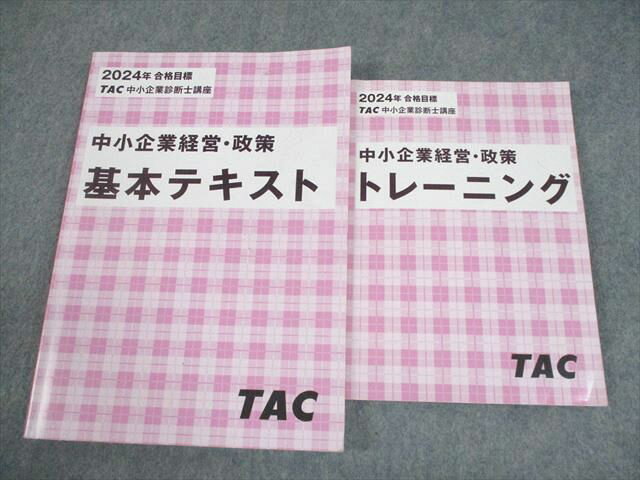 2024年 合格目標
TAC 中小企業診断士講座
中小企業経営・政策
基本テキスト
TAC
2024年 合格目標
TAC 中小企業診断士講座
中小企業経営・政策
トレーニング
TAC